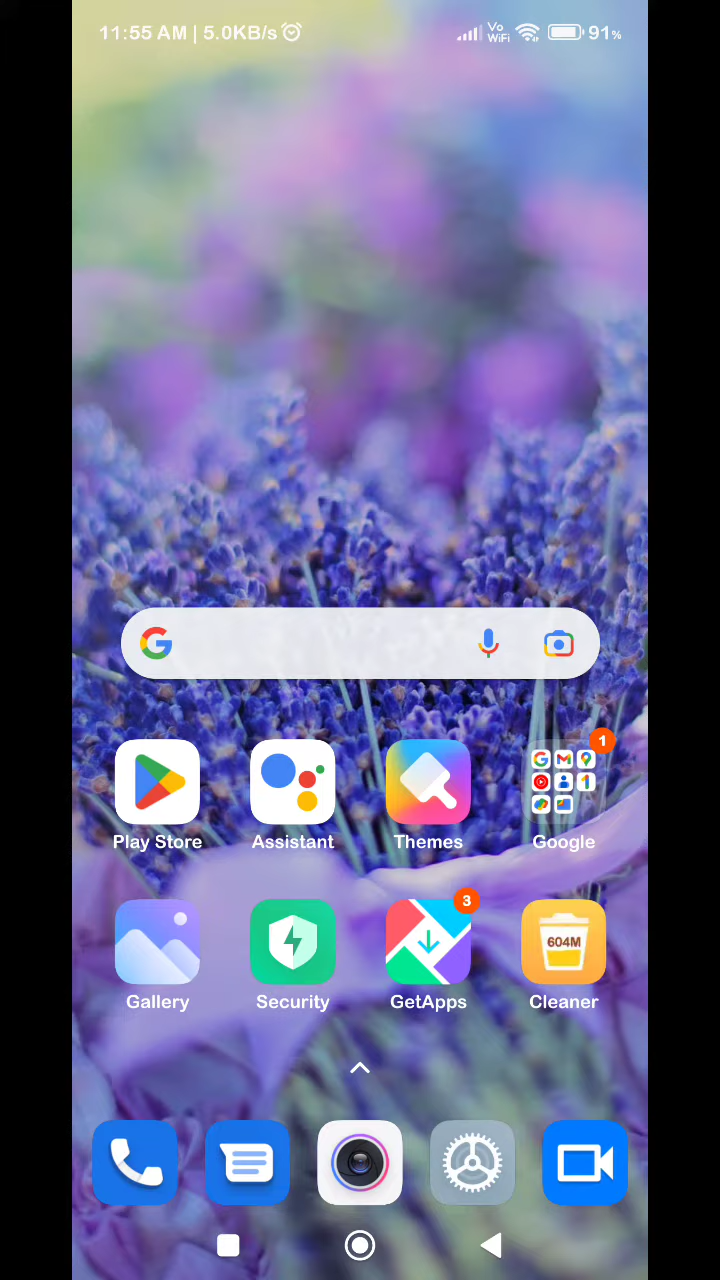 11:55 AM | 5.0KB/s
Vo WiFi
91%
Play Store
Assistant
Themes
1
Google
Gallery
Security
3
GetApps
604M
Cleaner